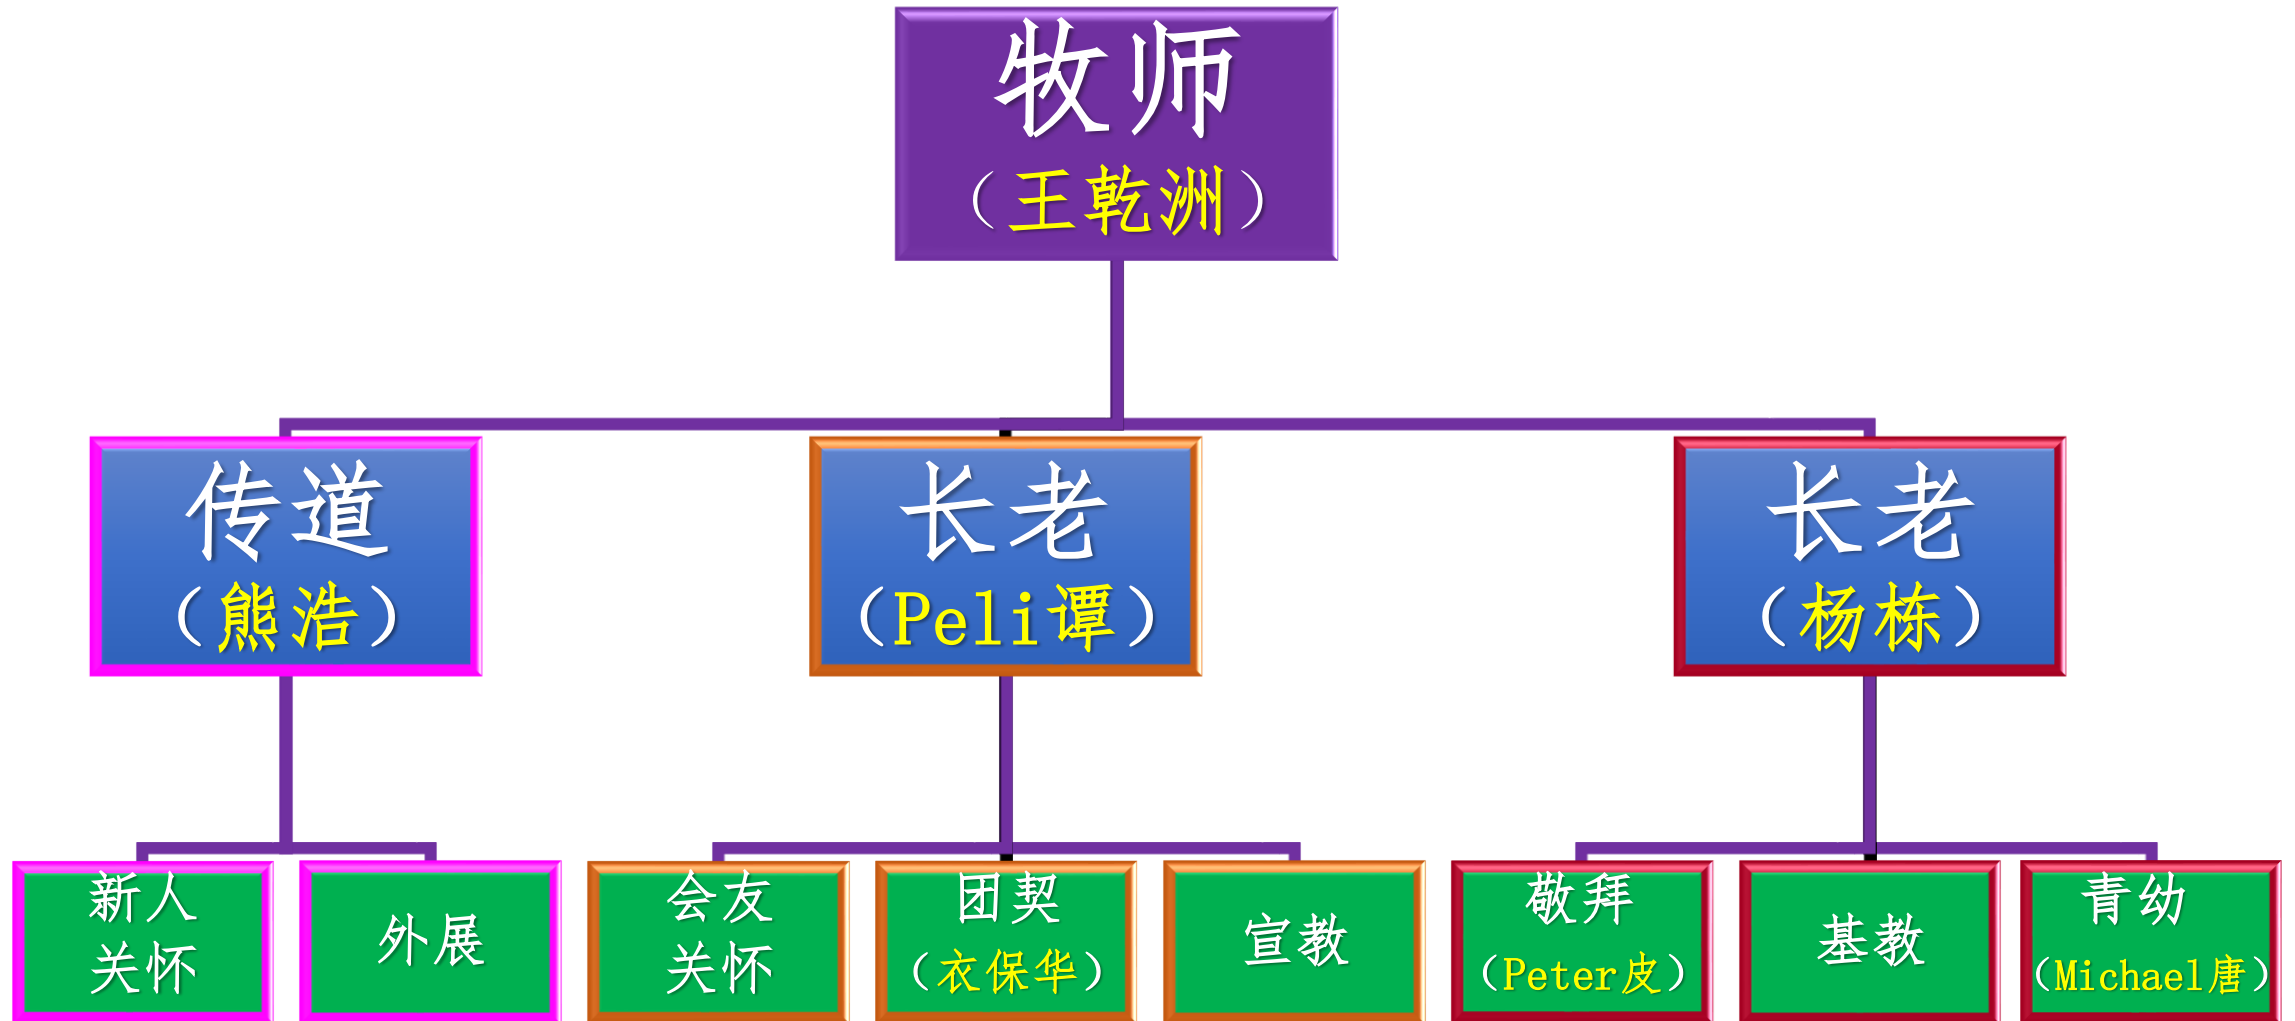 牧师
（王乾洲）
传道
（熊浩）
长老
（Peli谭）
长老
（杨栋）
新人
关怀
外展
会友
关怀
团契
（衣保华）
宣教
敬拜
（Peter皮）
基教
青幼
（Michael唐）